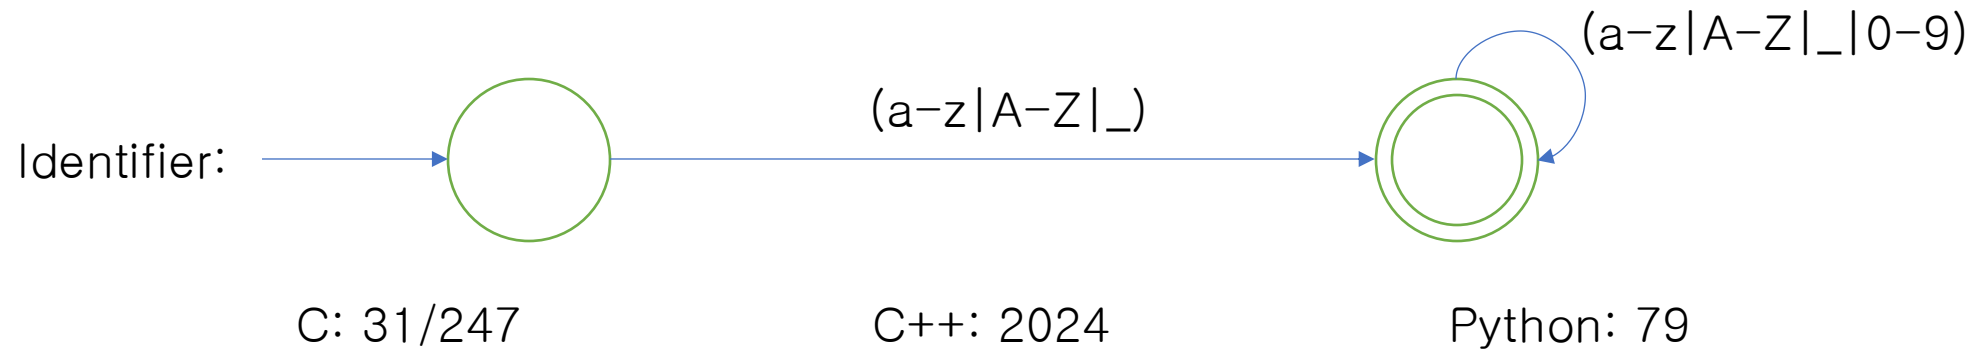 (a-z|A-Z|_|0-9)
(a-z|A-Z|_)
Identifier:
C: 31/247
C++: 2024
Python: 79